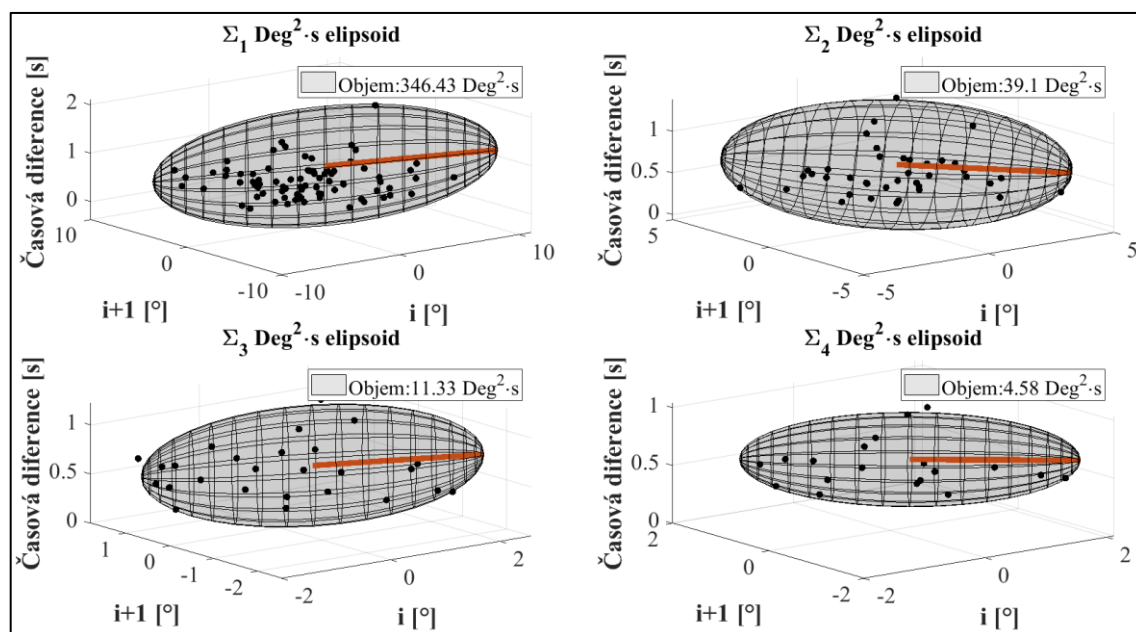 Σ1 Deg2·s elipsoid
Objem:346.43 Deg2·s
Časová diference [s]
2
1
0
10
0
-10
-10
0
10
i+1 [°]
i [°]
Σ2 Deg2·s elipsoid
Objem:39.1 Deg2·s
Časová diference [s]
1
0.5
0
5
0
-5
-5
0
5
i+1 [°]
i [°]
Σ3 Deg2·s elipsoid
Objem:11.33 Deg2·s
Časová diference [s]
1
0.5
0
1
0
-1
-2
-2
0
2
i+1 [°]
i [°]
Σ4 Deg2·s elipsoid
Objem:4.58 Deg2·s
Časová diference [s]
1
0.5
0
2
0
-2
-2
0
2
i+1 [°]
i [°]